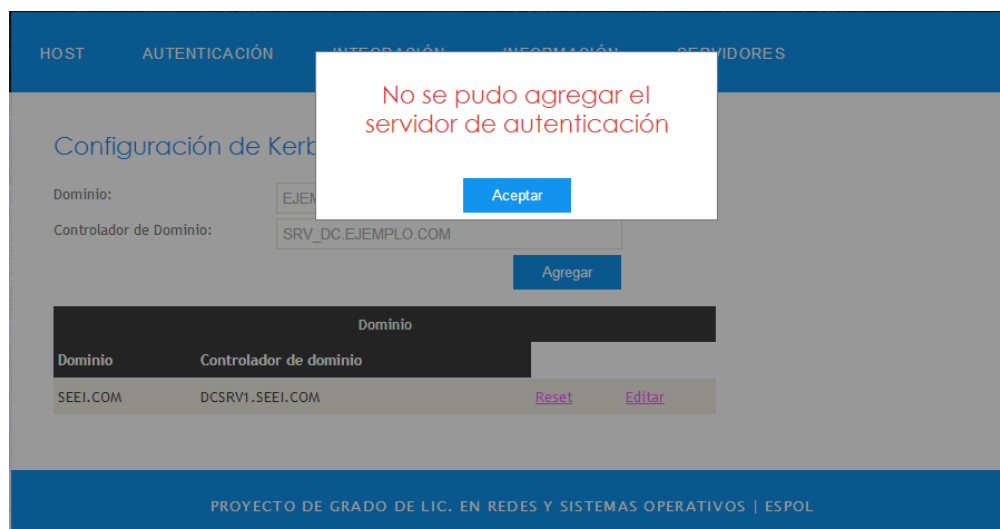 HOST AUTENTICACIÓN INTEGRACIÓN INFORMACIÓN SERVIDORES
No se pudo agregar el
servidor de autenticación
Aceptar
Configuración de
Dominio:
Controlador de Dominio: SRV_DC.EJEMPLO.COM
Agregar
Dominio
Dominio Controlador de dominio
SEEI.COM DCSRV1.SEEI.COM Reset Editar
PROYECTO DE GRADO DE LIC. EN REDES Y SISTEMAS OPERATIVOS | ESPOL